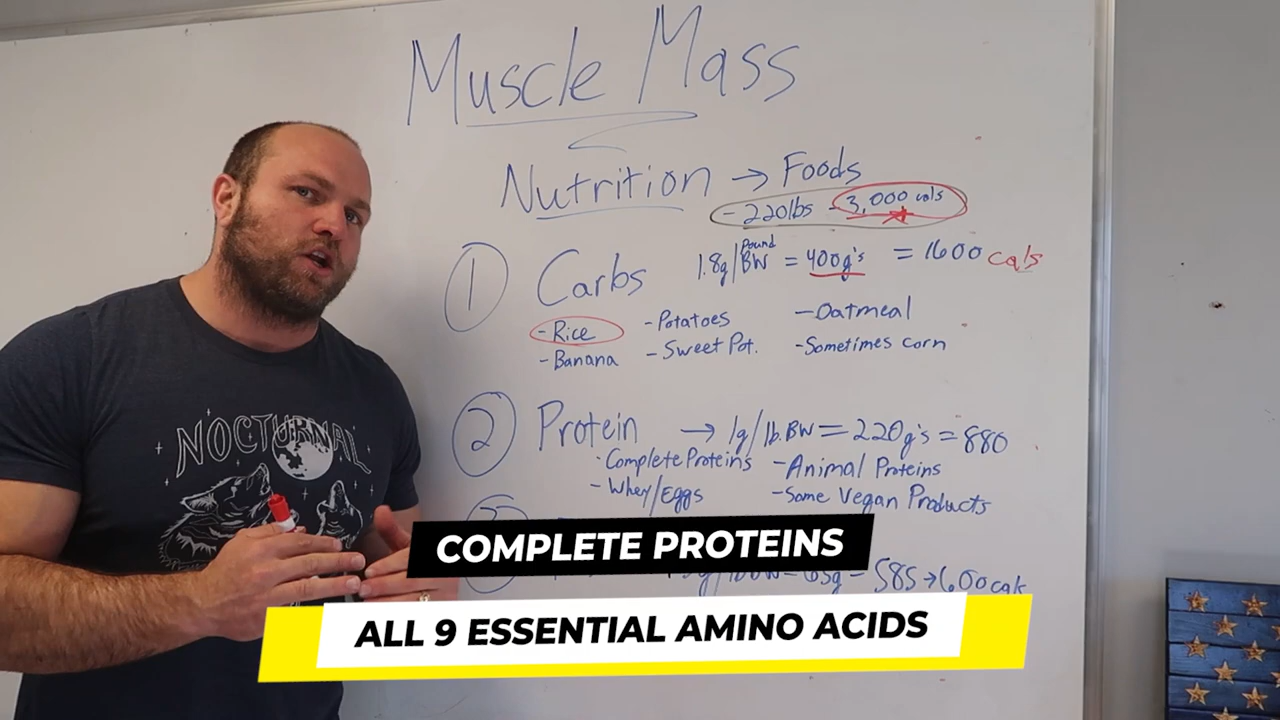 Muscle Mass
Nutrition → Foods
- 220lbs - 3,000 cals
① Carbs 1.8g/Pound BW = 400g's = 1600 cals
- Rice - Potatoes - Oatmeal
- Banana - Sweet Pot. - Sometimes corn
② Protein → 1g/lb.BW = 220g's = 880
· Complete Proteins - Animal Proteins
- Whey/Eggs - Some Vegan Products
65g = 585 → 600 cals
NOCTURNAL
COMPLETE PROTEINS
ALL 9 ESSENTIAL AMINO ACIDS